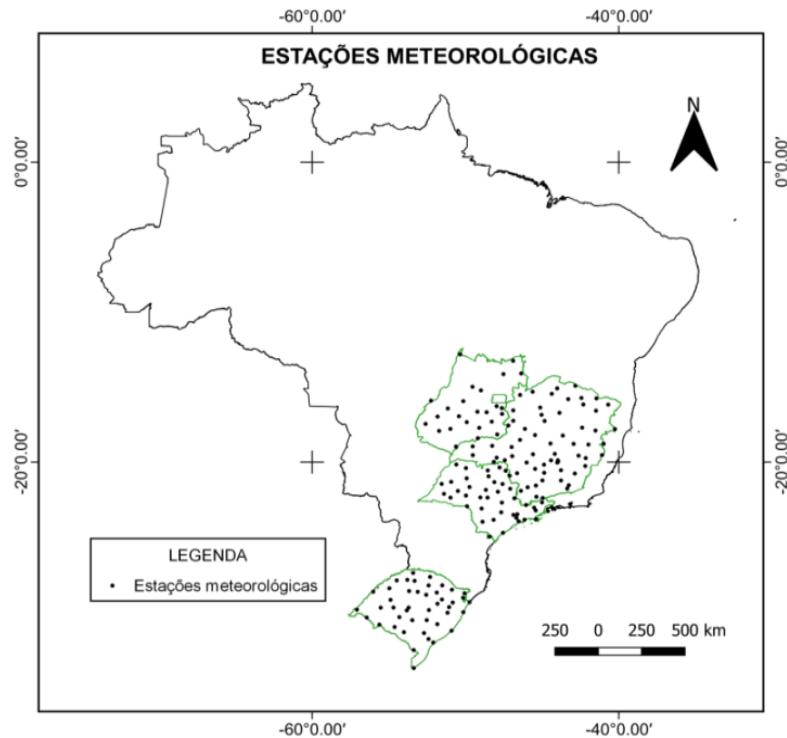 -60°0.00′ -40°0.00′
ESTAÇÕES METEOROLÓGICAS
N
0°0.00′ 0°0.00′
-20°0.00′ -20°0.00′
LEGENDA
Estações meteorológicas
250 0 250 500 km
-60°0.00′ -40°0.00′